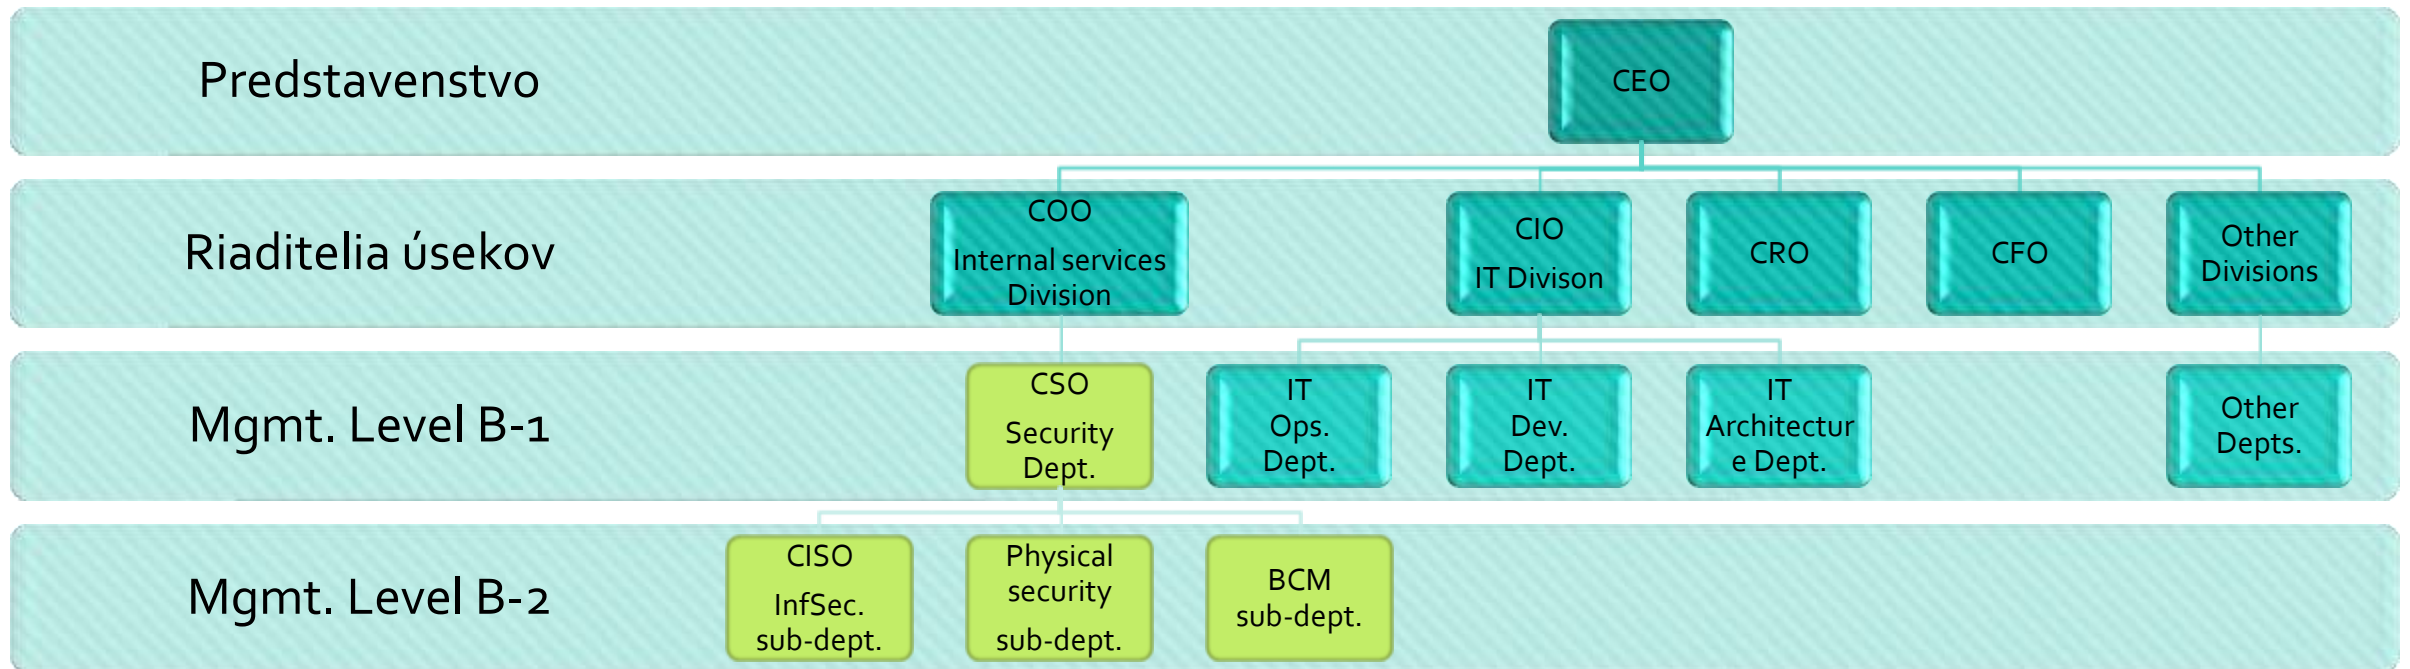 Predstavenstvo
CEO
Riaditelia úsekov
COO
Internal services
Division
CIO
IT Divison
CRO
CFO
Other
Divisions
Mgmt. Level B-1
CSO
Security
Dept.
IT
Ops.
Dept.
IT
Dev.
Dept.
IT
Architectur
e Dept.
Other
Depts.
Mgmt. Level B-2
CISO
InfSec.
sub-dept.
Physical
security
sub-dept.
BCM
sub-dept.